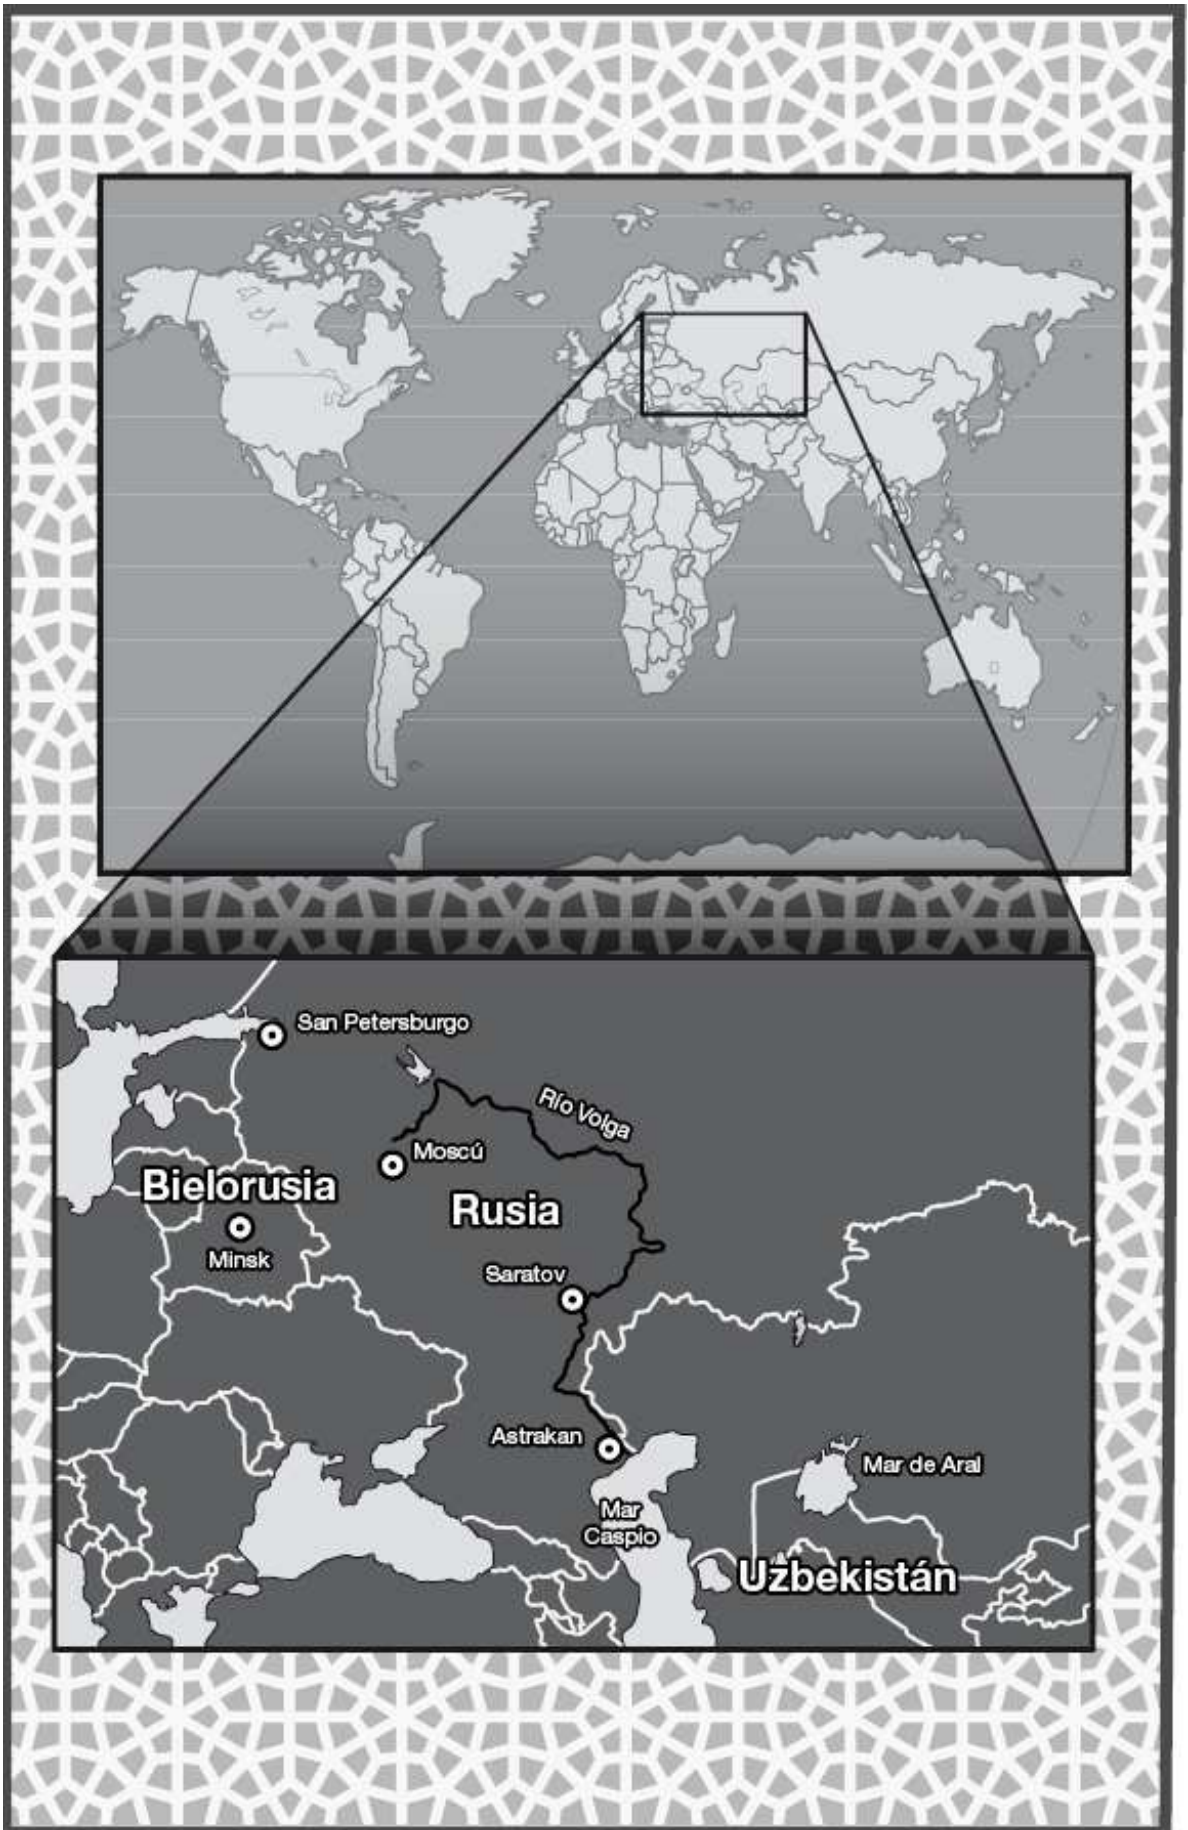 San Petersburgo
Río Volga
Moscú
Bielorusia
Rusia
Minsk
Saratov
Astrakan
Mar de Aral
Mar
Caspio
Uzbekistán